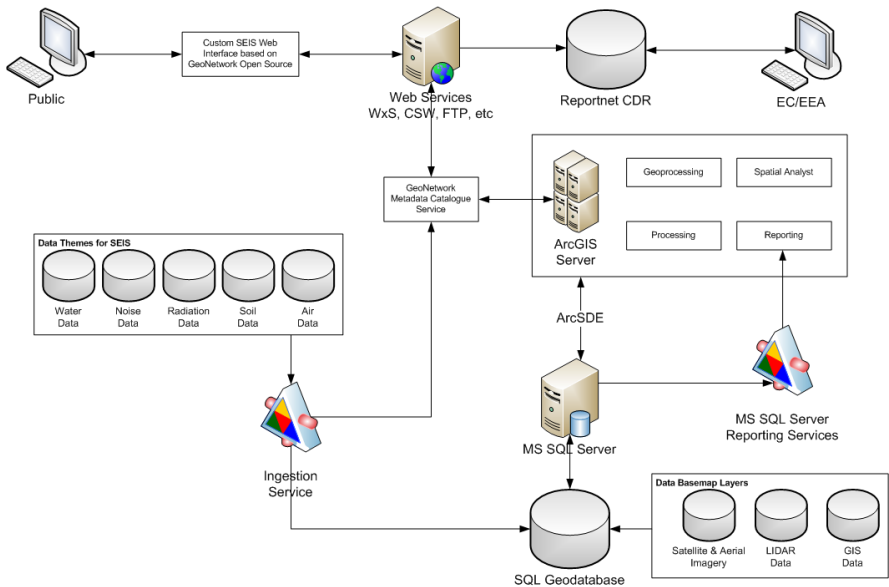 Custom SEIS Web
Interface based on
GeoNetwork Open Source
Public
Web Services
WxS, CSW, FTP, etc
Reportnet CDR
EC/EEA
GeoNetwork
Metadata Catalogue
Service
ArcGIS
Server
Geoprocessing
Spatial Analyst
Processing
Reporting
Data Themes for SEIS
Water
Data
Noise
Data
Radiation
Data
Soil
Data
Air
Data
ArcSDE
Ingestion
Service
MS SQL Server
MS SQL Server
Reporting Services
SQL Geodatabase
Data Basemap Layers
Satellite & Aerial
Imagery
LIDAR
Data
GIS
Data